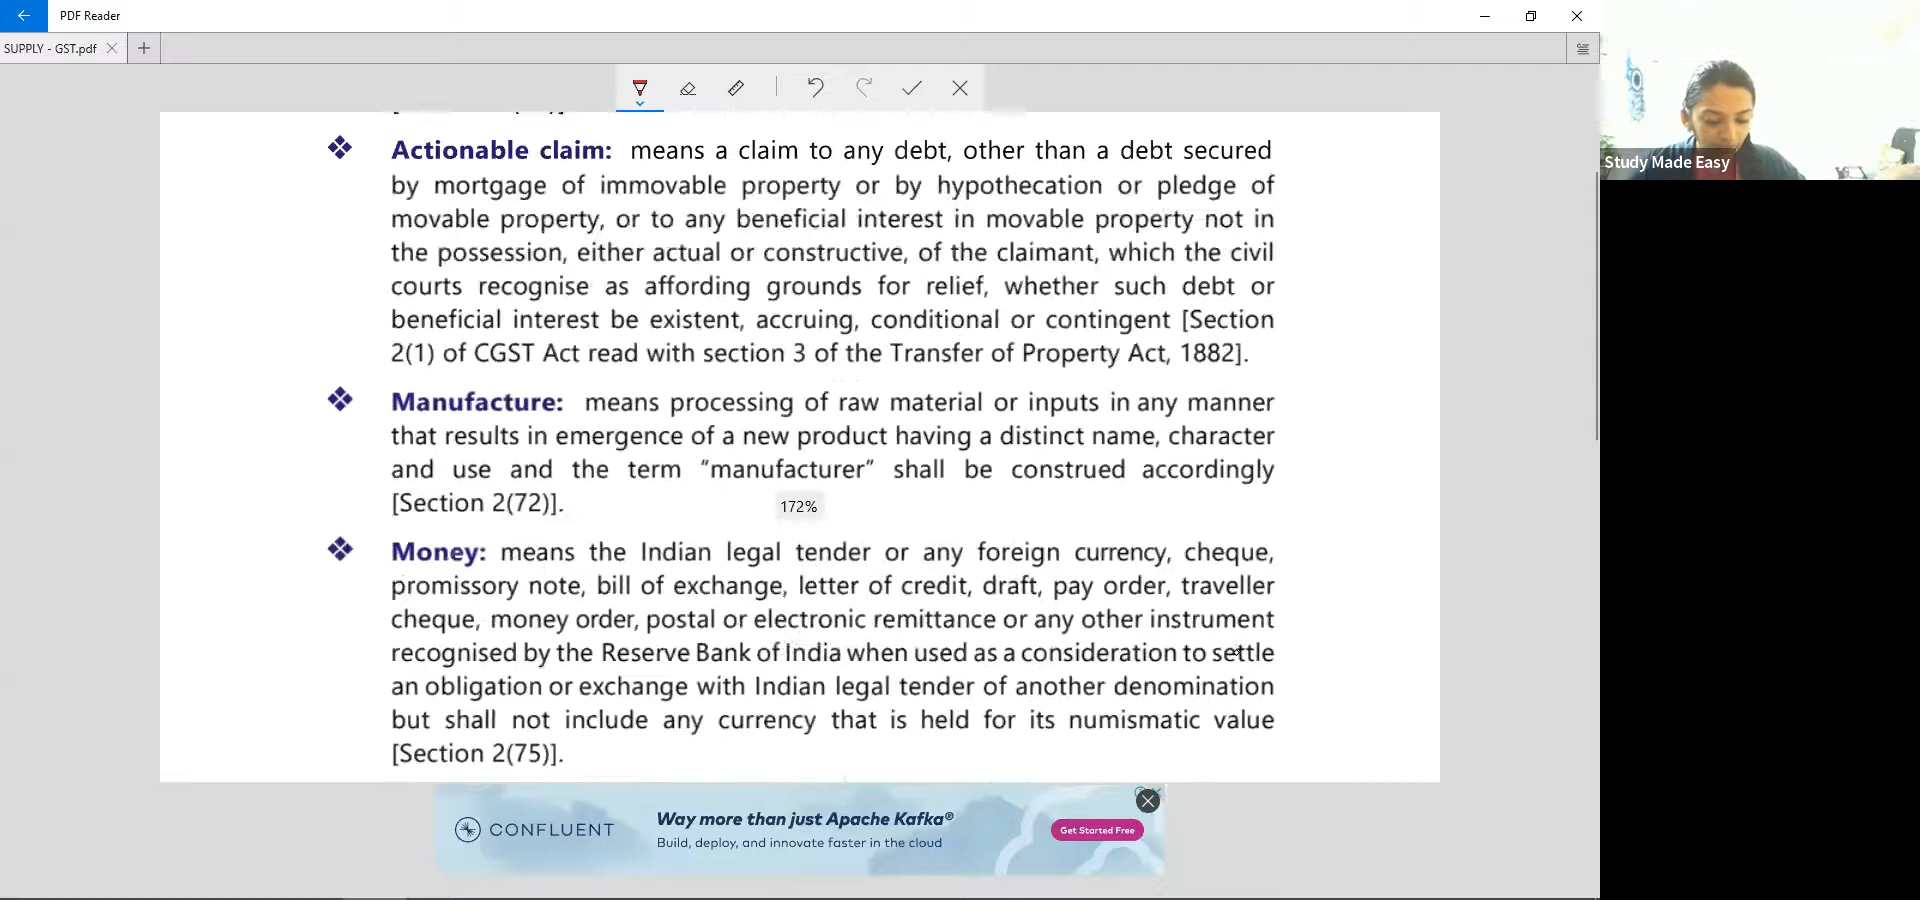 PDF Reader
SUPPLY - GST.pdf
Actionable claim: means a claim to any debt, other than a debt secured
by mortgage of immovable property or by hypothecation or pledge of
movable property, or to any beneficial interest in movable property not in
the possession, either actual or constructive, of the claimant, which the civil
courts recognise as affording grounds for relief, whether such debt or
beneficial interest be existent, accruing, conditional or contingent [Section
2(1) of CGST Act read with section 3 of the Transfer of Property Act, 1882].
Manufacture: means processing of raw material or inputs in any manner
that results in emergence of a new product having a distinct name, character
and use and the term “manufacturer” shall be construed accordingly
[Section 2(72)].
172%
Money: means the Indian legal tender or any foreign currency, cheque,
promissory note, bill of exchange, letter of credit, draft, pay order, traveller
cheque, money order, postal or electronic remittance or any other instrument
recognised by the Reserve Bank of India when used as a consideration to settle
an obligation or exchange with Indian legal tender of another denomination
but shall not include any currency that is held for its numismatic value
[Section 2(75)].
CONFLUENT
Way more than just Apache Kafka®
Build, deploy, and innovate faster in the cloud
Get Started Free
Study Made Easy